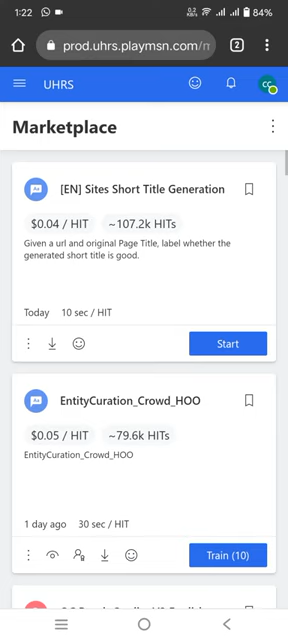 1:22
0.2
KB/s
84%
prod.uhrs.playmsn.com/m
2
UHRS
CC
Marketplace
[EN] Sites Short Title Generation
$0.04 / HIT
~107.2k HITs
Given a url and original Page Title, label whether the
generated short title is good.
Today
10 sec / HIT
Start
EntityCuration_Crowd_HOO
$0.05 / HIT
~79.6k HITs
EntityCuration_Crowd_HOO
1 day ago
30 sec / HIT
Train (10)